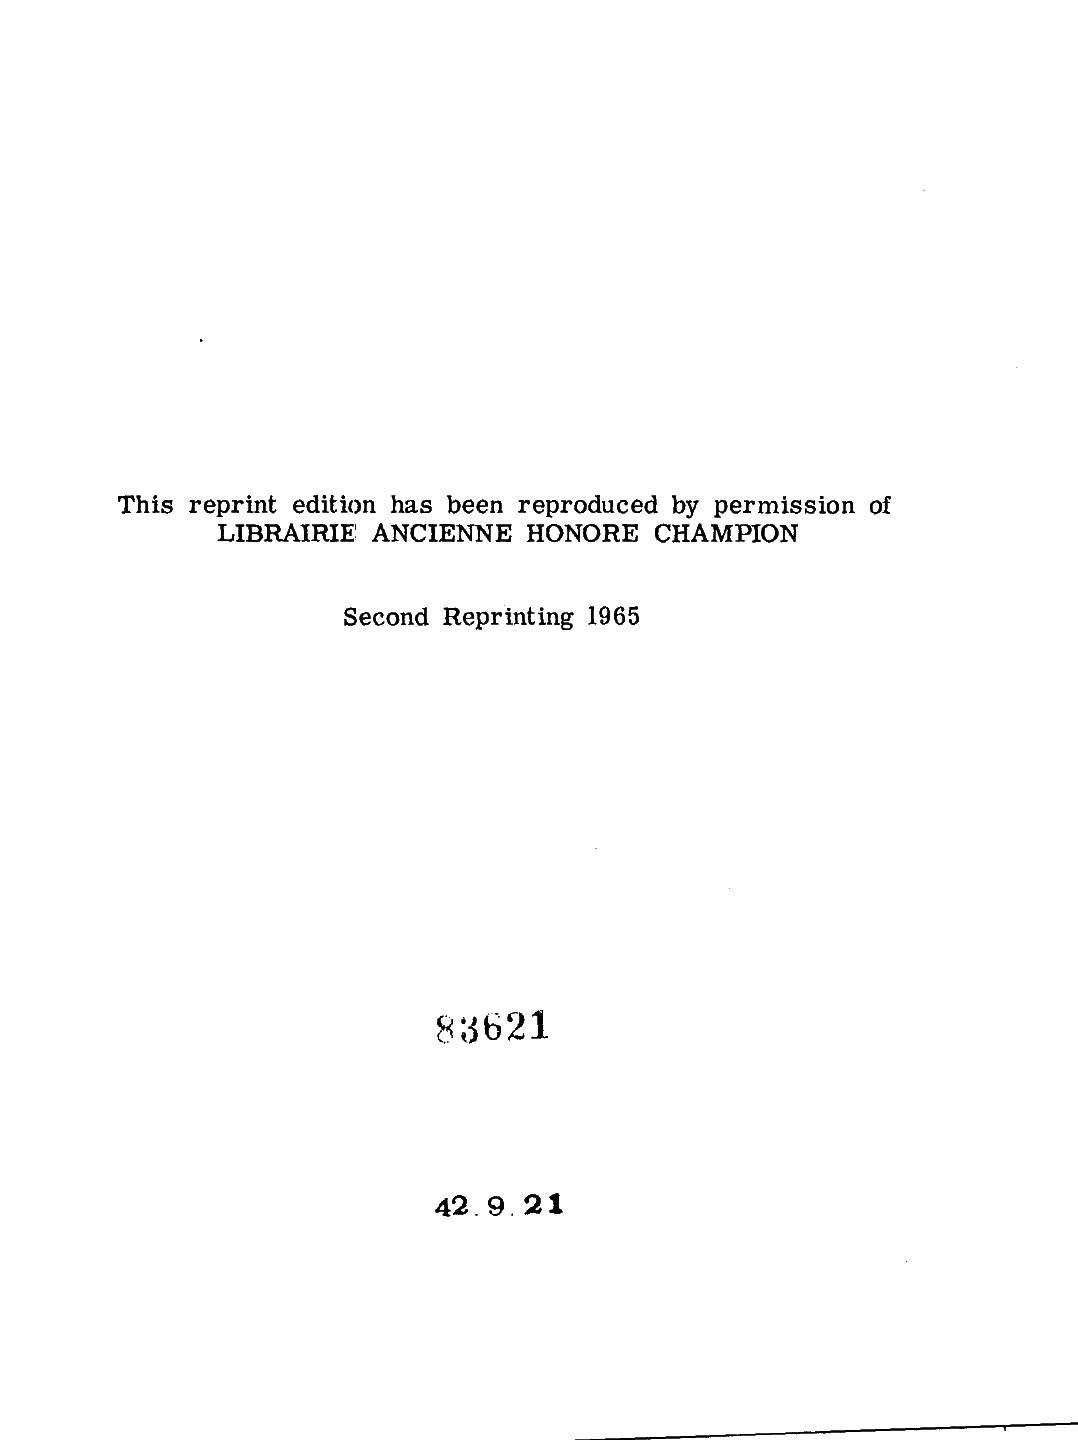 This reprint edition has been reproduced by permission of
LIBRAIRIE ANCIENNE HONORE CHAMPION
Second Reprinting 1965
83621
42.9.21